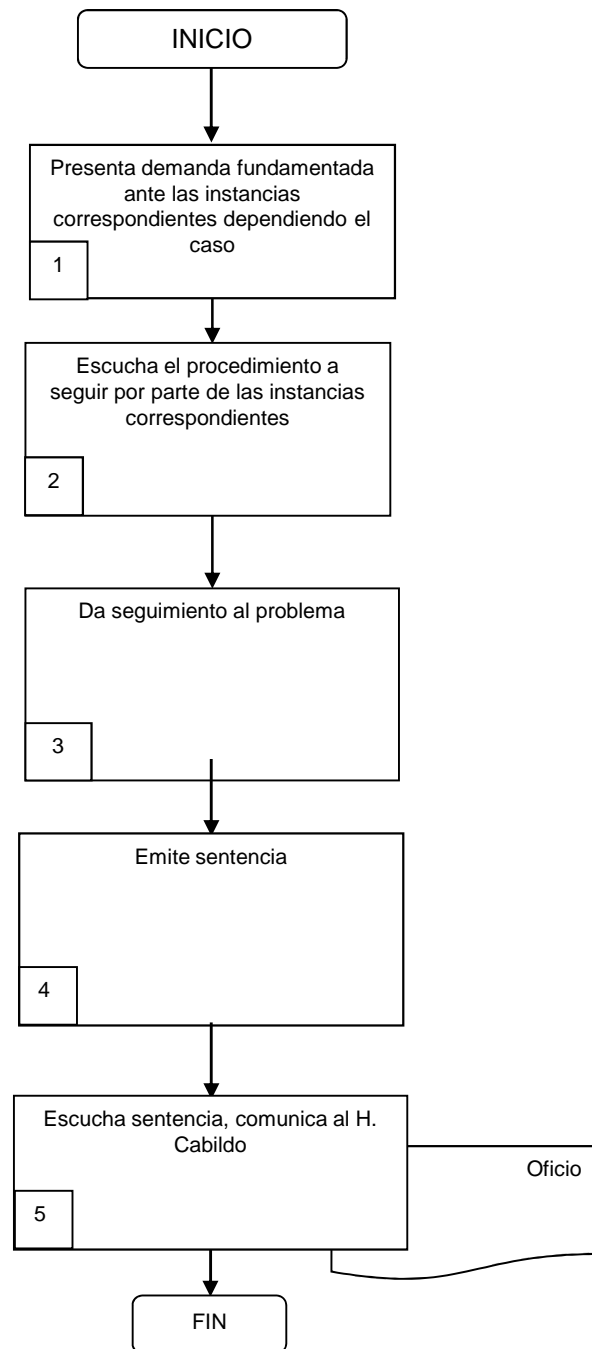 INICIO
Presenta demanda fundamentada
ante las instancias
correspondientes dependiendo el
caso
1
Escucha el procedimiento a
seguir por parte de las instancias
correspondientes
2
Da seguimiento al problema
3
Emite sentencia
4
Escucha sentencia, comunica al H.
Cabildo
Oficio
5
FIN